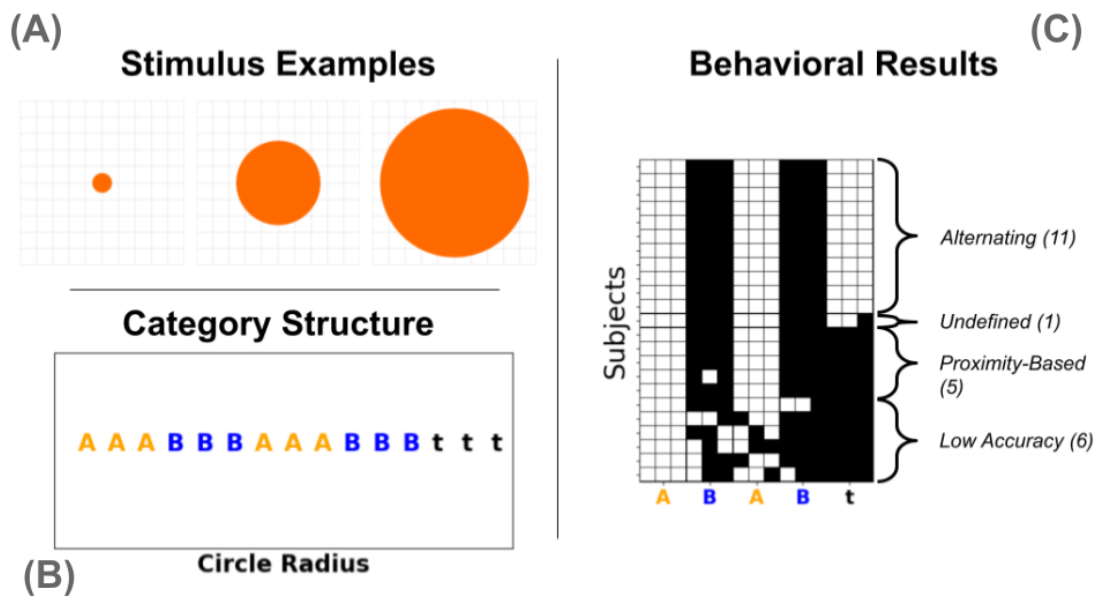 (A)
Stimulus Examples
Category Structure
A A A B B B A A A B B B t t t
Circle Radius
(B)
(C)
Behavioral Results
Subjects
Alternating (11)
Undefined (1)
Proximity-Based
(5)
Low Accuracy (6)
A B A B t